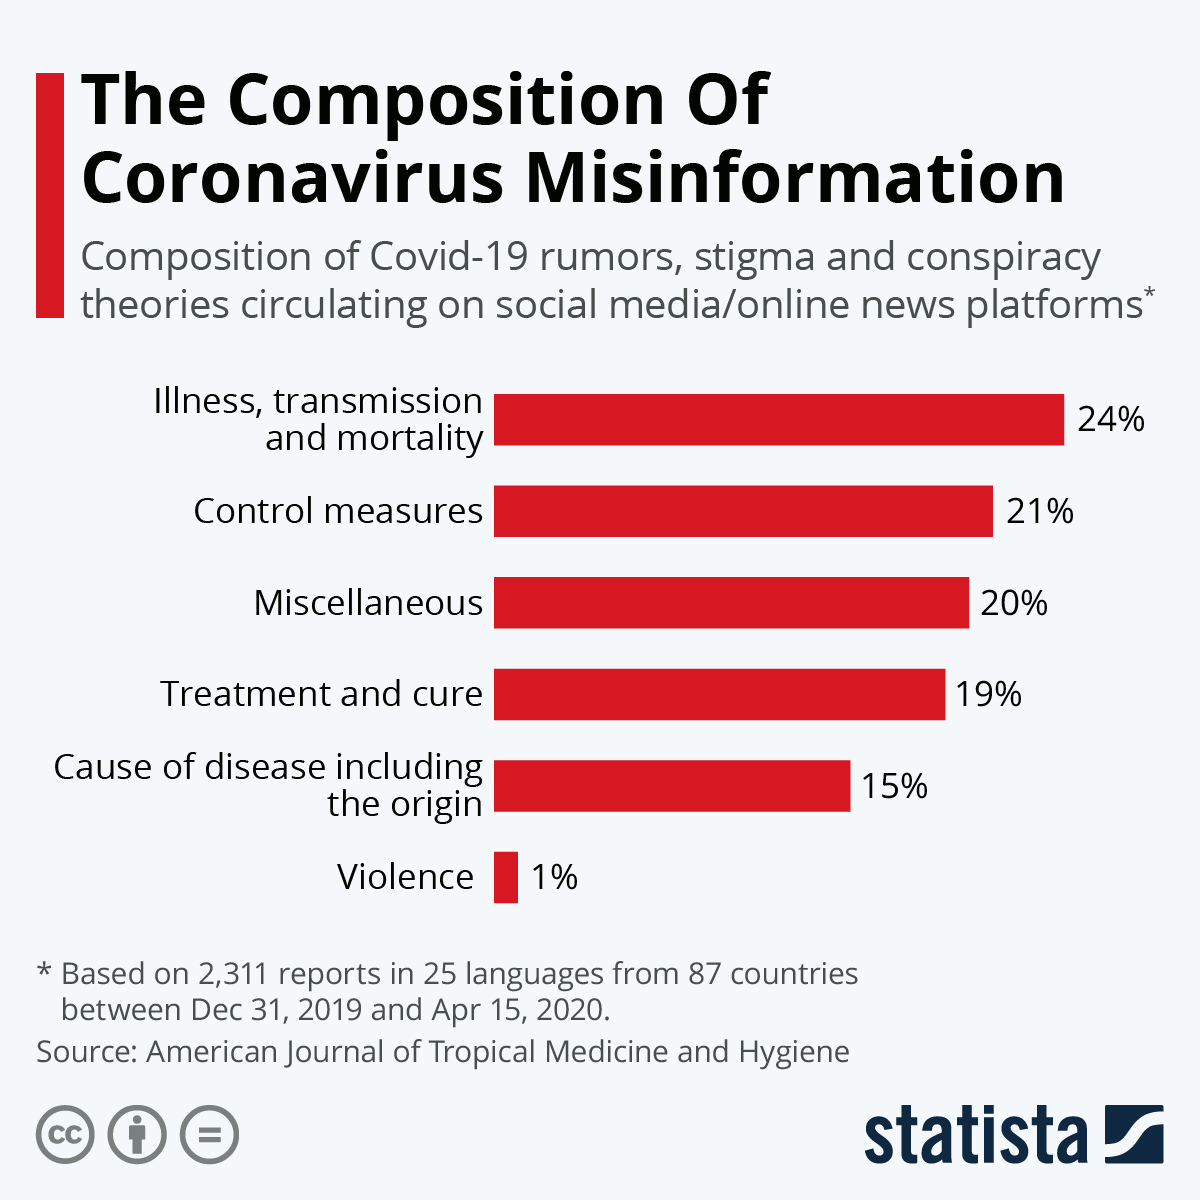 The Composition Of
Coronavirus Misinformation
Composition of Covid-19 rumors, stigma and conspiracy
theories circulating on social media/online news platforms*
Illness, transmission
and mortality
24%
Control measures
21%
Miscellaneous
20%
Treatment and cure
19%
Cause of disease including
the origin
15%
Violence
1%
* Based on 2,311 reports in 25 languages from 87 countries
between Dec 31, 2019 and Apr 15, 2020.
Source: American Journal of Tropical Medicine and Hygiene
cc
statista